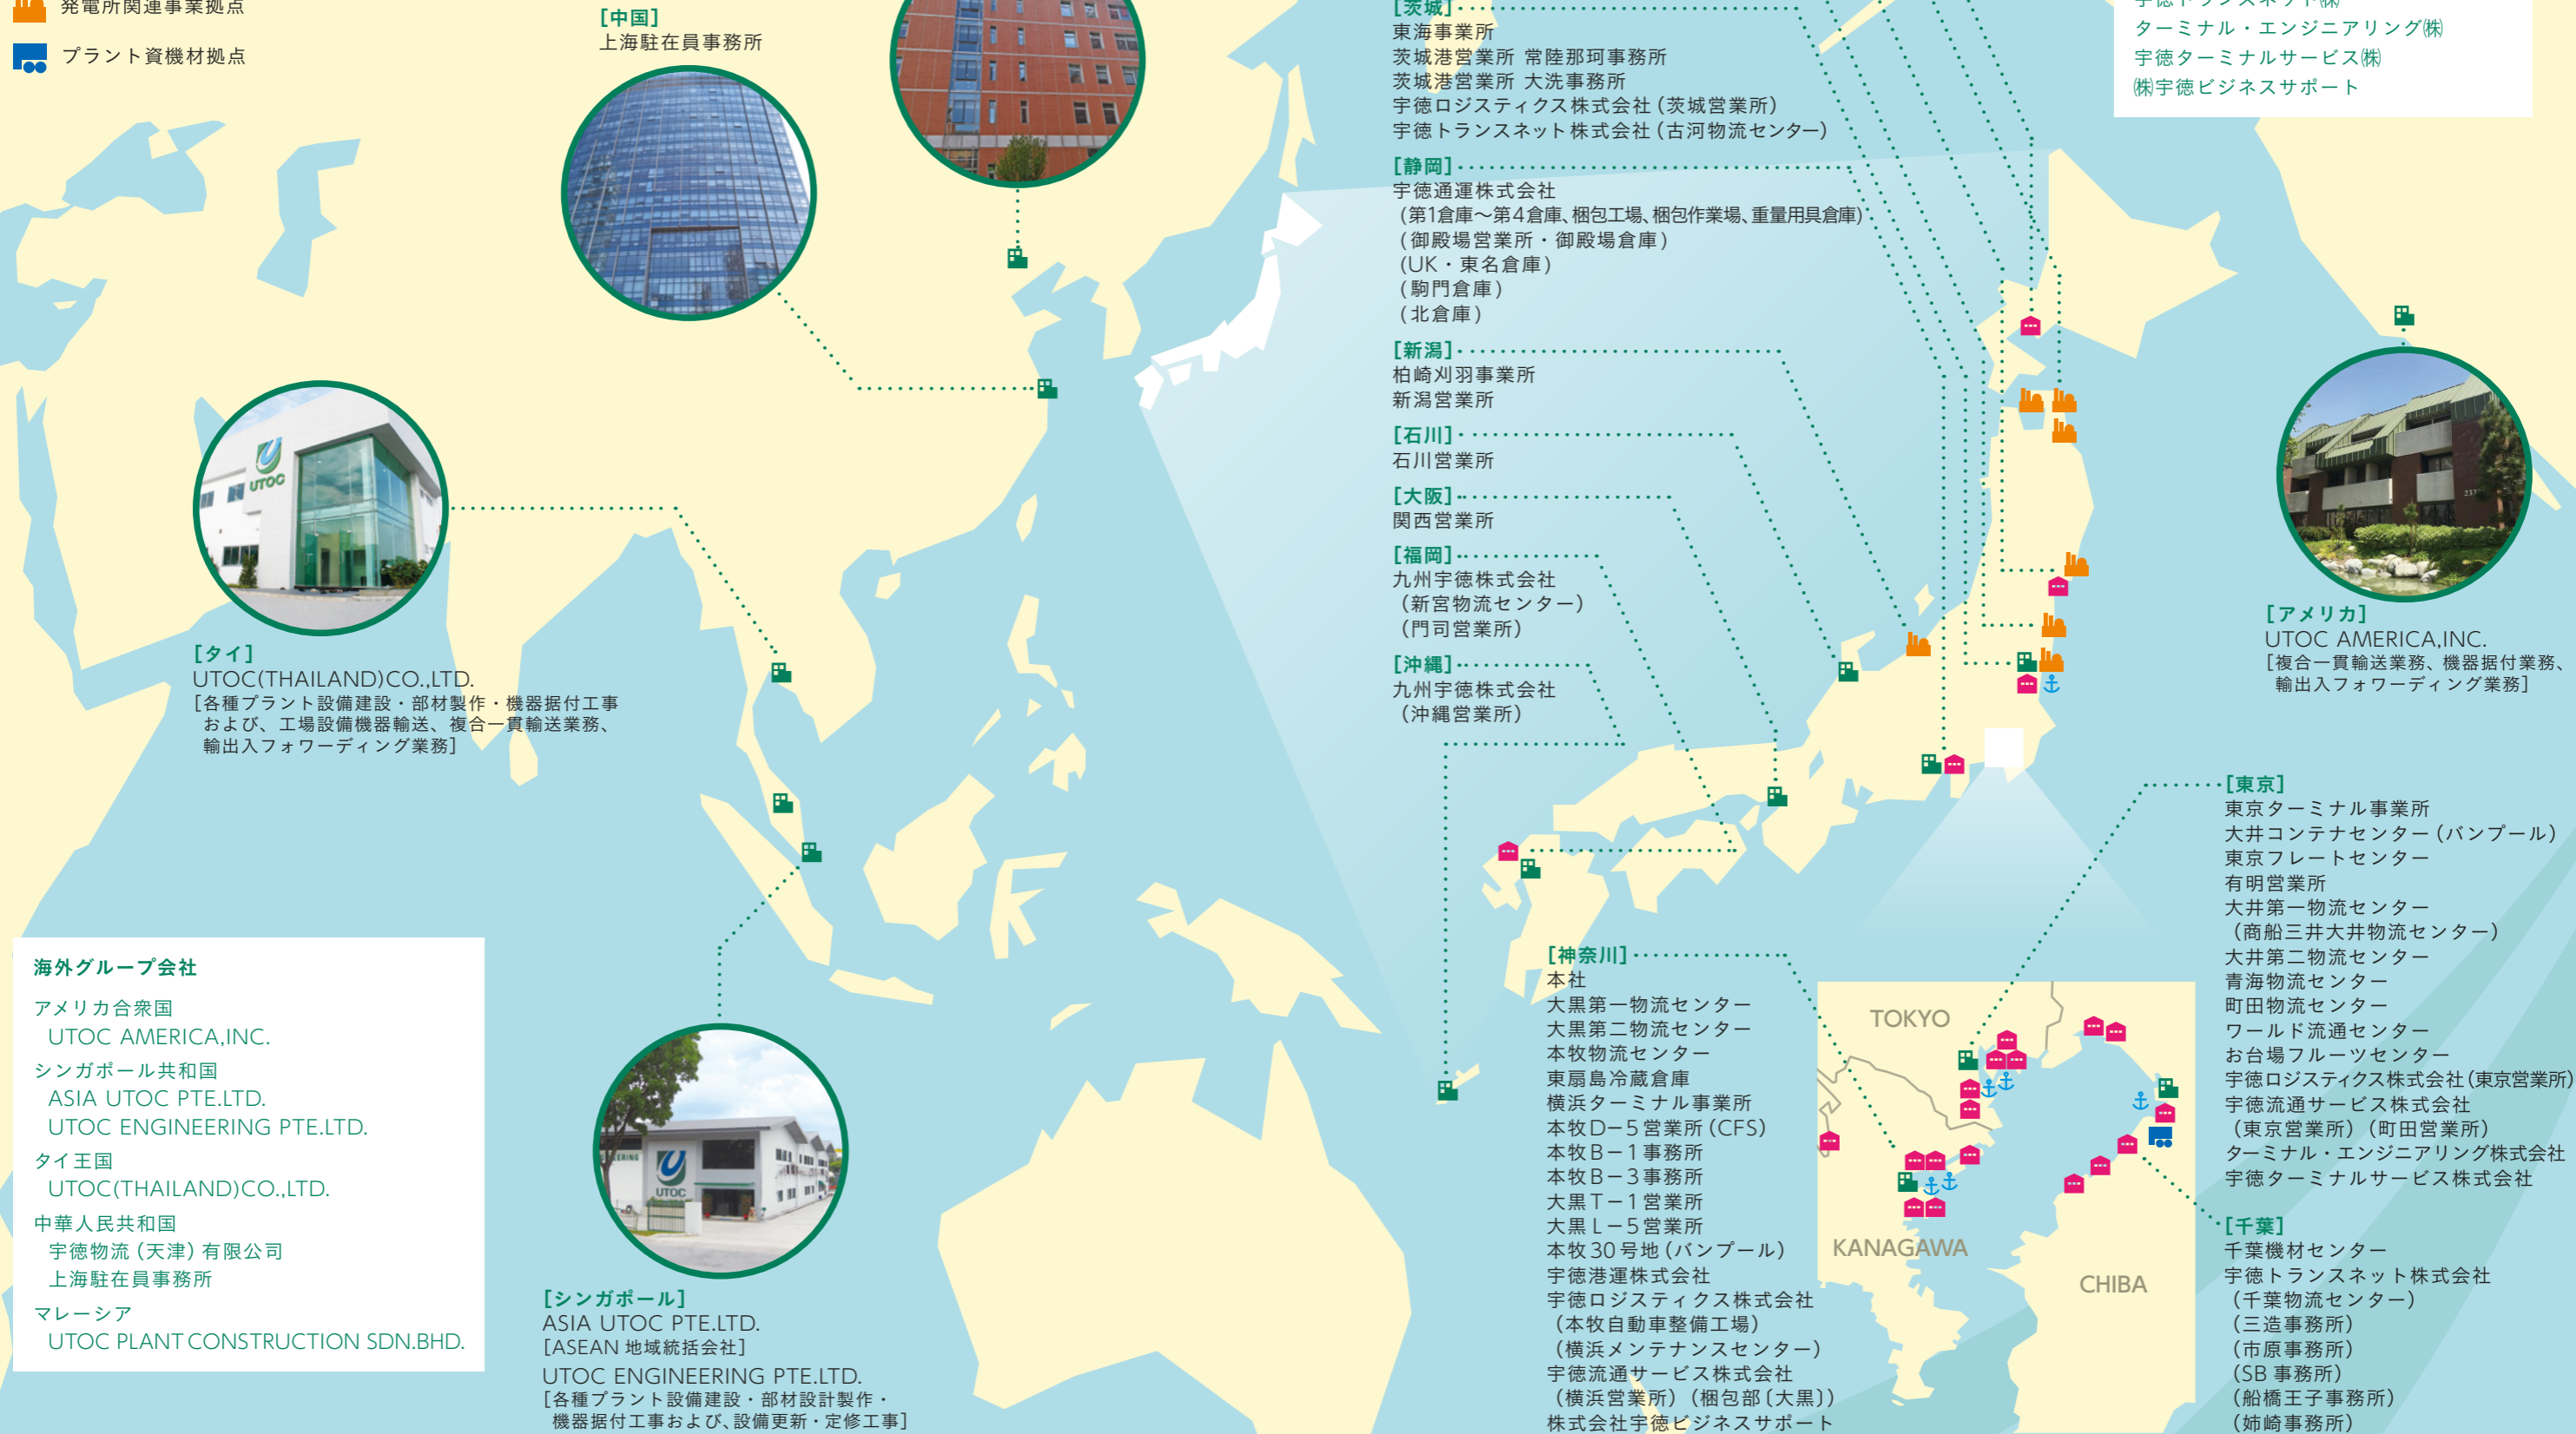 発電所関連事業拠点
プラント資機材拠点
[中国]
上海駐在員事務所
UTOC
[タイ]
UTOC(THAILAND)CO.,LTD.
[各種プラント設備建設・部材製作・機器据付工事
および、工場設備機器輸送、複合一貫輸送業務、
輸出入フォワーディング業務]
海外グループ会社
アメリカ合衆国
UTOC AMERICA,INC.
シンガポール共和国
ASIA UTOC PTE.LTD.
UTOC ENGINEERING PTE.LTD.
タイ王国
UTOC(THAILAND)CO.,LTD.
中華人民共和国
宇徳物流(天津)有限公司
上海駐在員事務所
マレーシア
UTOC PLANT CONSTRUCTION SDN.BHD.
UTOC
[シンガポール]
ASIA UTOC PTE.LTD.
[ASEAN 地域統括会社]
UTOC ENGINEERING PTE.LTD.
[各種プラント設備建設・部材設計製作・
機器据付工事および、設備更新・定修工事]
[茨城]
東海事業所
茨城港営業所 常陸那珂事務所
茨城港営業所 大洗事務所
宇徳ロジスティクス株式会社(茨城営業所)
宇徳トランスネット株式会社(古河物流センター)
[静岡]
宇徳通運株式会社
(第1倉庫〜第4倉庫、梱包工場、梱包作業場、重量用具倉庫)
(御殿場営業所・御殿場倉庫)
(UK・東名倉庫)
(駒門倉庫)
(北倉庫)
[新潟]
柏崎刈羽事業所
新潟営業所
[石川]
石川営業所
[大阪]
関西営業所
[福岡]
九州宇徳株式会社
(新宮物流センター)
(門司営業所)
[沖縄]
九州宇徳株式会社
(沖縄営業所)
[神奈川]
本社
大黒第一物流センター
大黒第二物流センター
本牧物流センター
東扇島冷蔵倉庫
横浜ターミナル事業所
本牧D−5営業所(CFS)
本牧B−1事務所
本牧B−3事務所
大黒T−1営業所
大黒L−5営業所
本牧30号地(バンプール)
宇徳港運株式会社
宇徳ロジスティクス株式会社
(本牧自動車整備工場)
(横浜メンテナンスセンター)
宇徳流通サービス株式会社
(横浜営業所)(梱包部〔大黒〕)
株式会社宇徳ビジネスサポート
TOKYO
KANAGAWA
CHIBA
宇徳トランスネット㈱
ターミナル・エンジニアリング㈱
宇徳ターミナルサービス㈱
㈱宇徳ビジネスサポート
[アメリカ]
UTOC AMERICA,INC.
[複合一貫輸送業務、機器据付業務、
輸出入フォワーディング業務]
[東京]
東京ターミナル事業所
大井コンテナセンター(バンプール)
東京フレートセンター
有明営業所
大井第一物流センター
(商船三井大井物流センター)
大井第二物流センター
青海物流センター
町田物流センター
ワールド流通センター
お台場フルーツセンター
宇徳ロジスティクス株式会社(東京営業所)
宇徳流通サービス株式会社
(東京営業所)(町田営業所)
ターミナル・エンジニアリング株式会社
宇徳ターミナルサービス株式会社
[千葉]
千葉機材センター
宇徳トランスネット株式会社
(千葉物流センター)
(三造事務所)
(市原事務所)
(SB 事務所)
(船橋王子事務所)
(姉崎事務所)